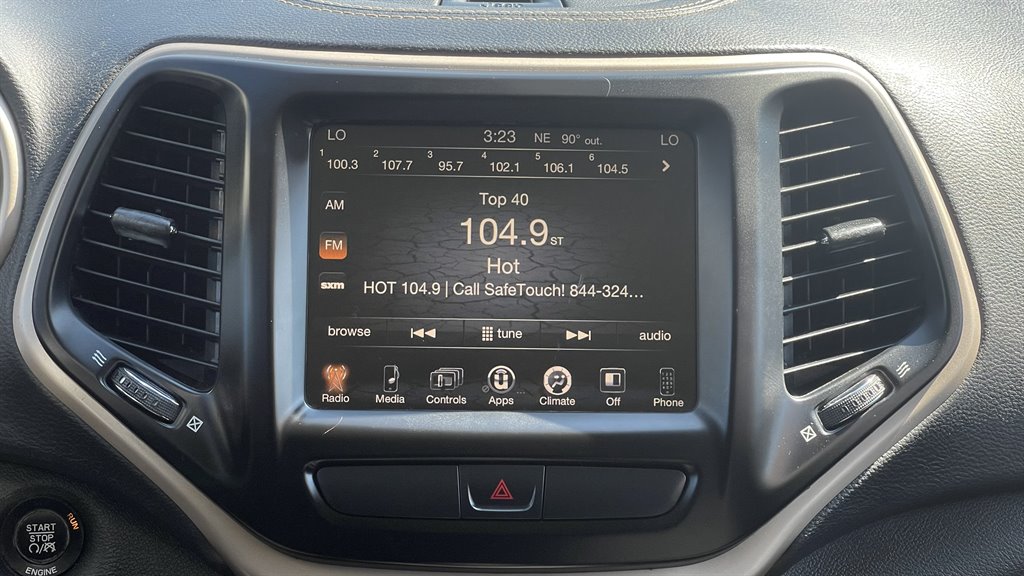 LO 3:23 NE 90° out. LO
1 100.3 2 107.7 3 95.7 4 102.1 5 106.1 6 104.5
AM
Top 40
104.9 ST
FM
Hot
sxm
HOT 104.9 | Call SafeTouch! 844-324...
browse tune audio
Radio Media Controls Apps Climate Off Phone
START
STOP
RUN
ENGINE